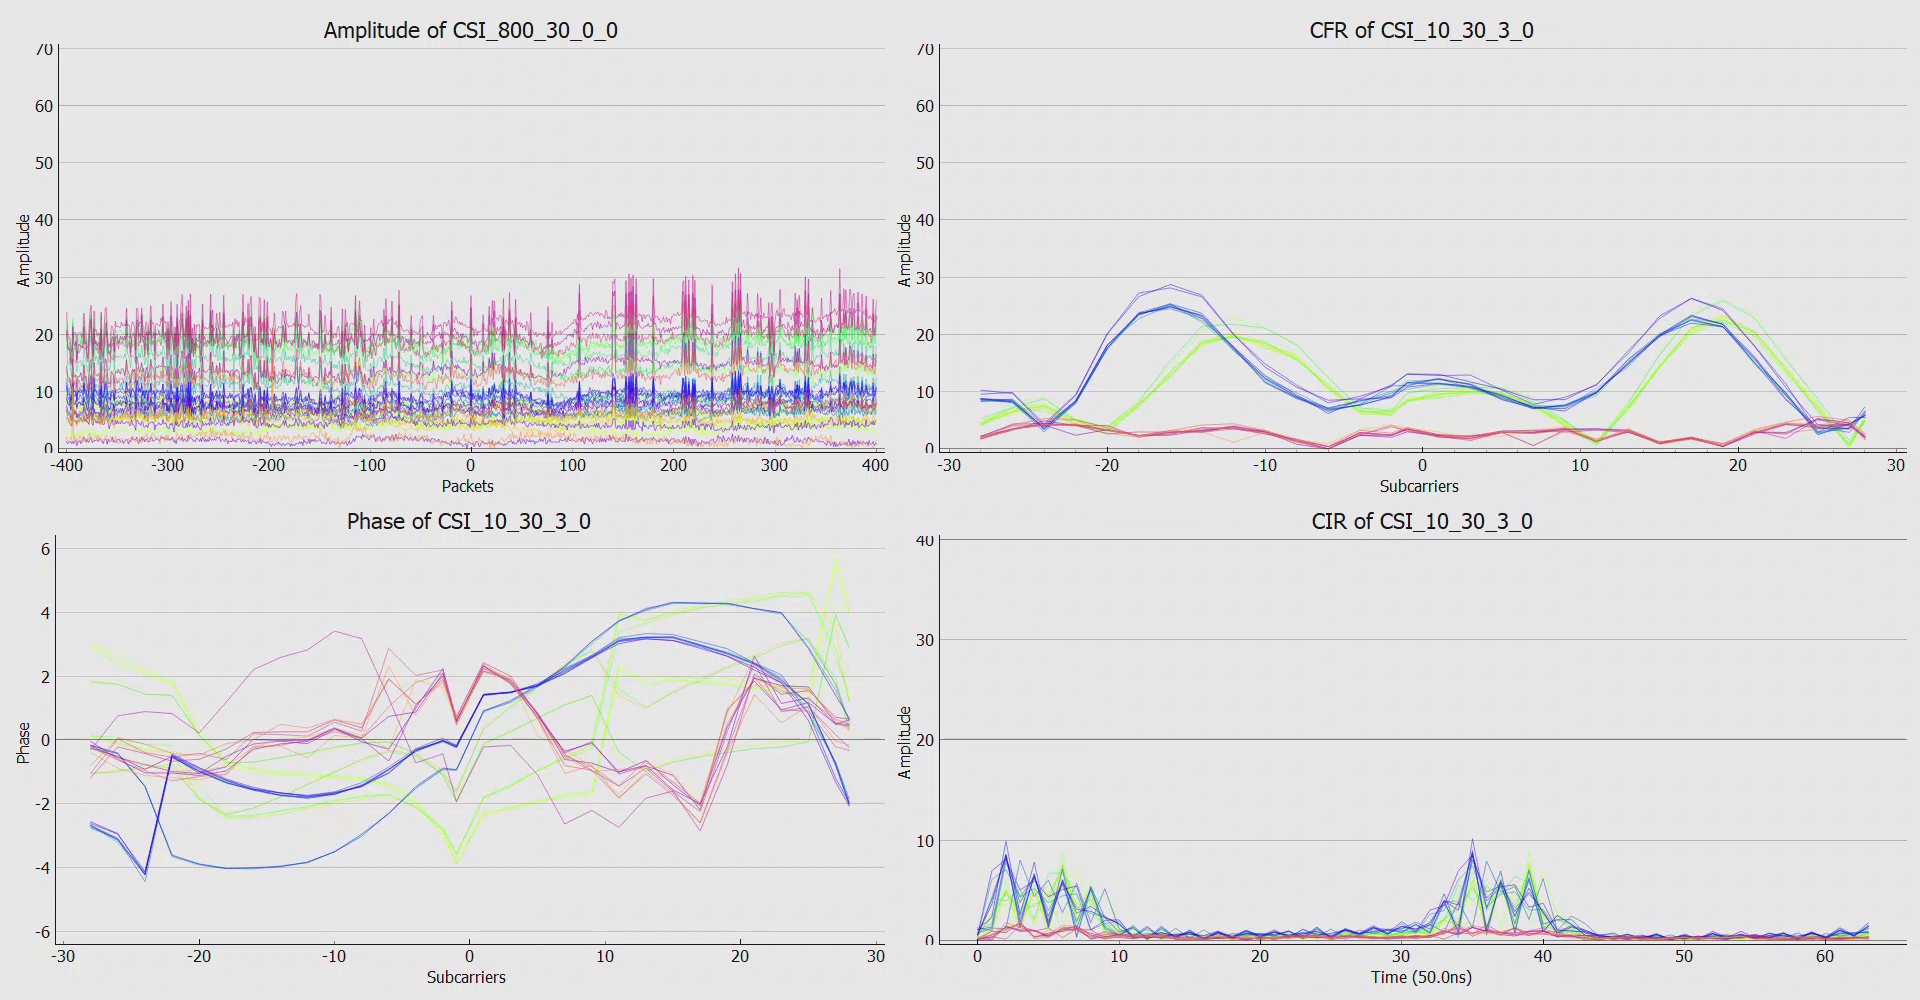 Amplitude of CSI_800_30_0_0
70
60
50
40
30
20
10
0
Amplitude
-400 -300 -200 -100 0 100 200 300 400
Packets
CFR of CSI_10_30_3_0
70
60
50
40
30
20
10
0
Amplitude
-30 -20 -10 0 10 20 30
Subcarriers
Phase of CSI_10_30_3_0
6
4
2
0
-2
-4
-6
Phase
-30 -20 -10 0 10 20 30
Subcarriers
CIR of CSI_10_30_3_0
40
30
20
10
0
Amplitude
0 10 20 30 40 50 60
Time (50.0ns)